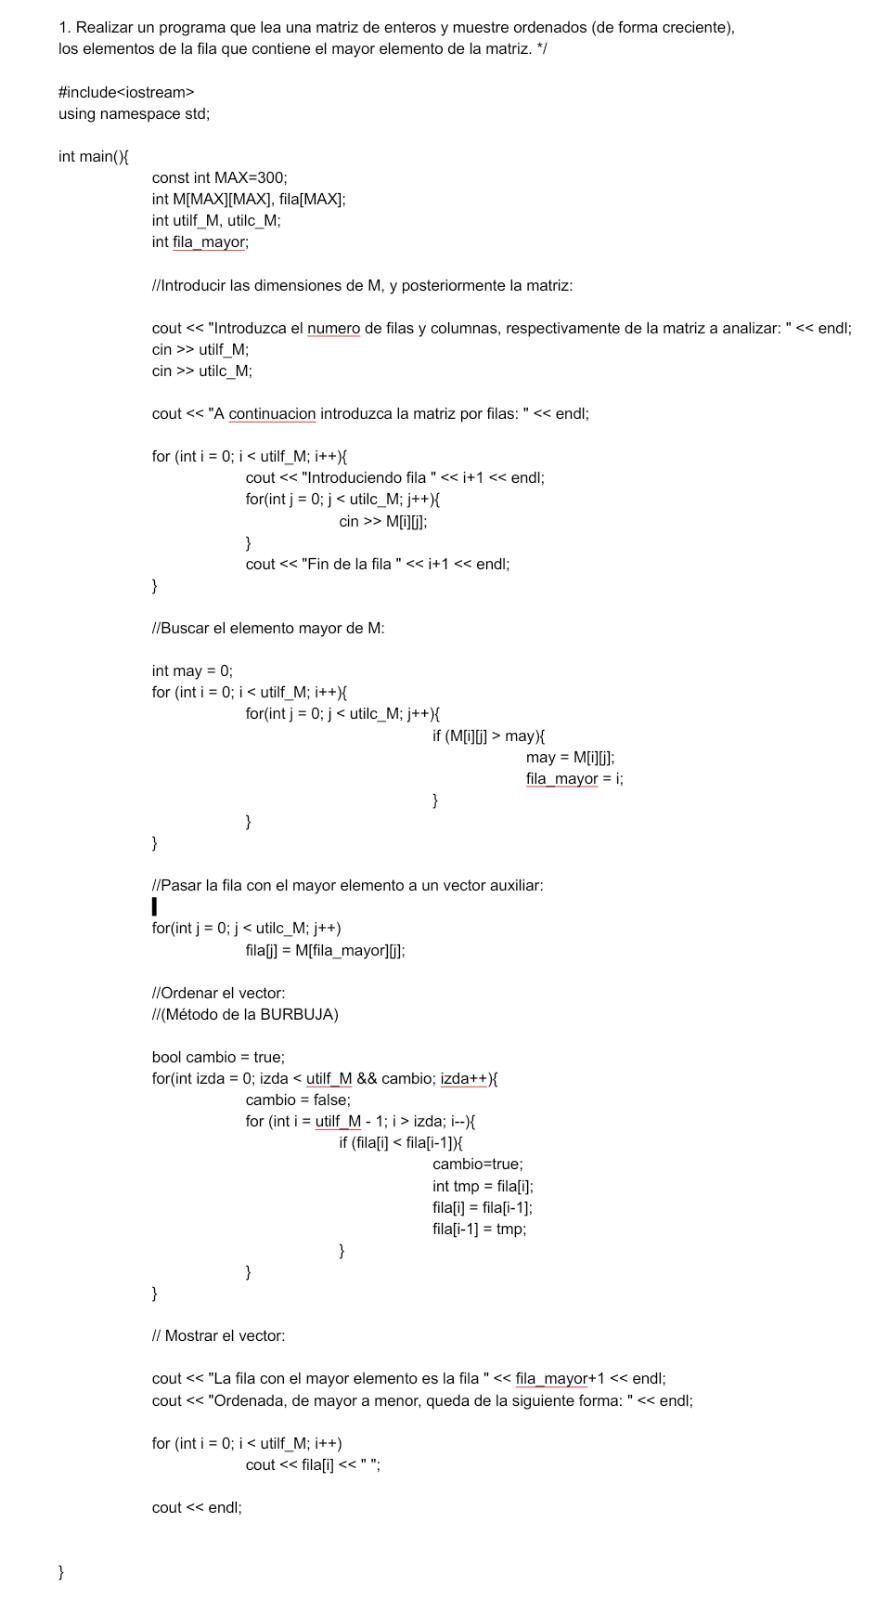 1. Realizar un programa que lea una matriz de enteros y muestre ordenados (de forma creciente),
los elementos de la fila que contiene el mayor elemento de la matriz. */
#include<iostream>
using namespace std;
int main(){
const int MAX=300;
int M[MAX][MAX], fila[MAX];
int utilf_M, utilc_M;
int fila_mayor;
//Introducir las dimensiones de M, y posteriormente la matriz:
cout << "Introduzca el numero de filas y columnas, respectivamente de la matriz a analizar: " << endl;
cin >> utilf_M;
cin >> utilc_M;
cout << "A continuacion introduzca la matriz por filas: " << endl;
for (int i = 0; i < utilf_M; i++){
cout << "Introduciendo fila " << i+1 << endl;
for(int j = 0; j < utilc_M; j++){
cin >> M[i][j];
}
cout << "Fin de la fila " << i+1 << endl;
}
//Buscar el elemento mayor de M:
int may = 0;
for (int i = 0; i < utilf_M; i++){
for(int j = 0; j < utilc_M; j++){
if (M[i][j] > may){
may = M[i][j];
fila_mayor = i;
}
}
}
//Pasar la fila con el mayor elemento a un vector auxiliar:
for(int j = 0; j < utilc_M; j++)
fila[j] = M[fila_mayor][j];
//Ordenar el vector:
//(Método de la BURBUJA)
bool cambio = true;
for(int izda = 0; izda < utilf_M && cambio; izda++){
cambio = false;
for (int i = utilf_M - 1; i > izda; i--){
if (fila[i] < fila[i-1]){
cambio=true;
int tmp = fila[i];
fila[i] = fila[i-1];
fila[i-1] = tmp;
}
}
}
// Mostrar el vector:
cout << "La fila con el mayor elemento es la fila " << fila_mayor+1 << endl;
cout << "Ordenada, de mayor a menor, queda de la siguiente forma: " << endl;
for (int i = 0; i < utilf_M; i++)
cout << fila[i] << " ";
cout << endl;
}